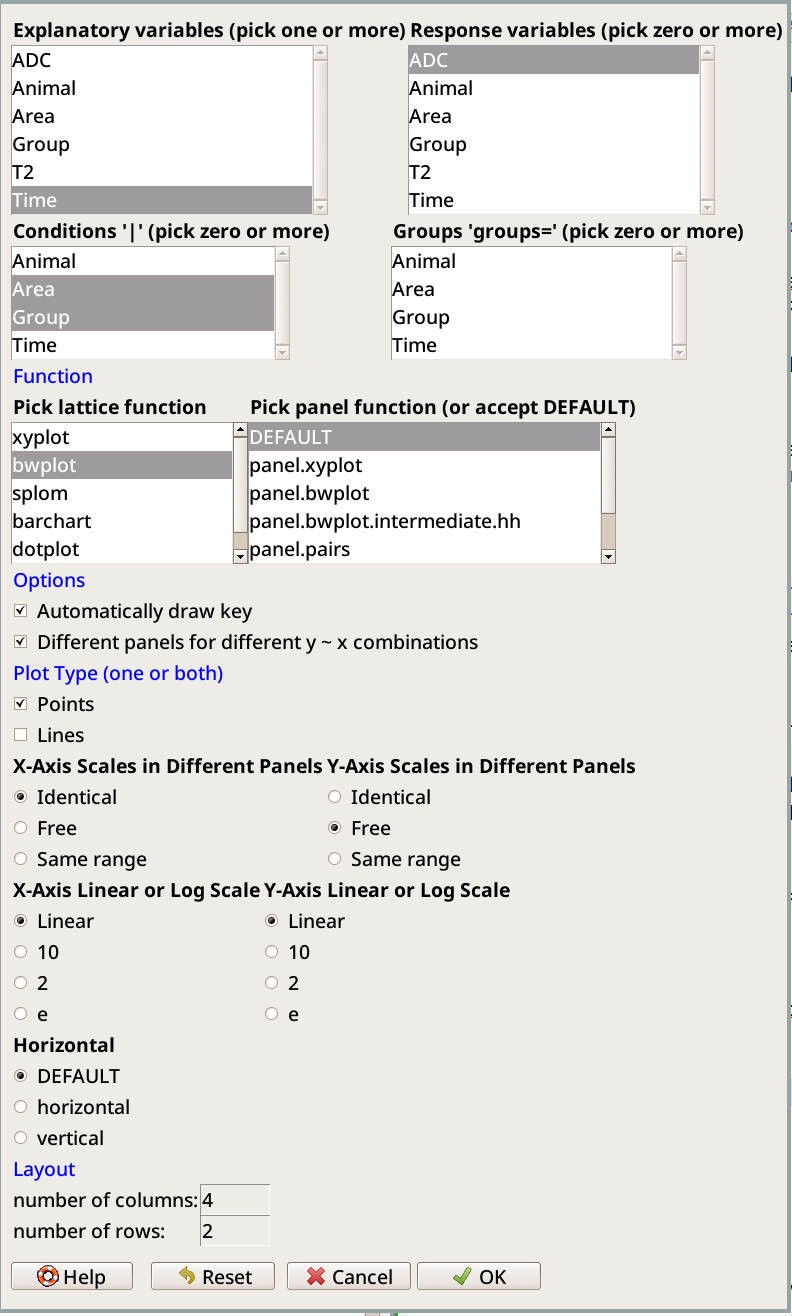 Explanatory variables (pick one or more) Response variables (pick zero or more)
ADC ADC
Animal Animal
Area Area
Group Group
T2 T2
Time Time
Conditions '|' (pick zero or more) Groups 'groups=' (pick zero or more)
Animal Animal
Area Area
Group Group
Time Time
Function
Pick lattice function Pick panel function (or accept DEFAULT)
xyplot DEFAULT
bwplot panel.xyplot
splom panel.bwplot
barchart panel.bwplot.intermediate.hh
dotplot panel.pairs
Options
Automatically draw key
Different panels for different y ~ x combinations
Plot Type (one or both)
Points
Lines
X-Axis Scales in Different Panels Y-Axis Scales in Different Panels
Identical Identical
Free Free
Same range Same range
X-Axis Linear or Log Scale Y-Axis Linear or Log Scale
Linear Linear
10 10
2 2
e e
Horizontal
DEFAULT
horizontal
vertical
Layout
number of columns: 4
number of rows: 2
Help Reset Cancel OK